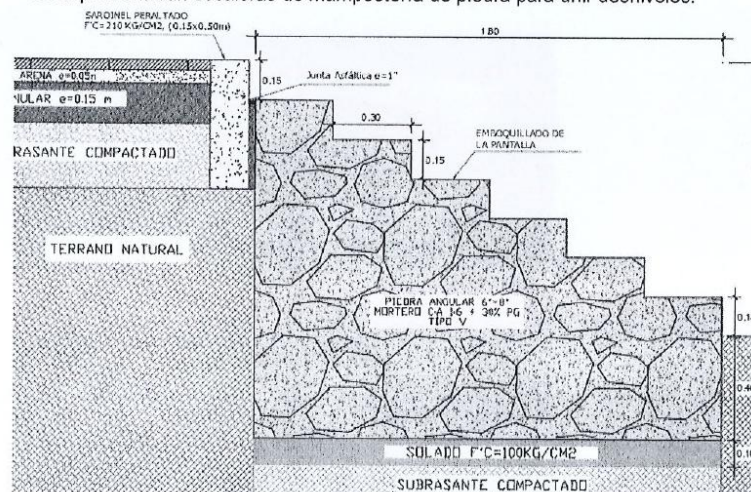 SARDINEL PERALTADO
F'C=210 KG/CM2, (0.15x0.50m)
1.80
ARENA e=0.05m
0.15
Junta Asfáltica e=1"
NULAR e=0.15 m
0.30
EMBOQUILLADO DE
LA PANTALLA
0.15
RASANTE COMPACTADO
TERRANO NATURAL
PIEDRA ANGULAR 6"-8"
MORTERO C:A 1:6 + 30% PG
TIPO V
SOLADO F'C=100KG/CM2
SUBRASANTE COMPACTADO